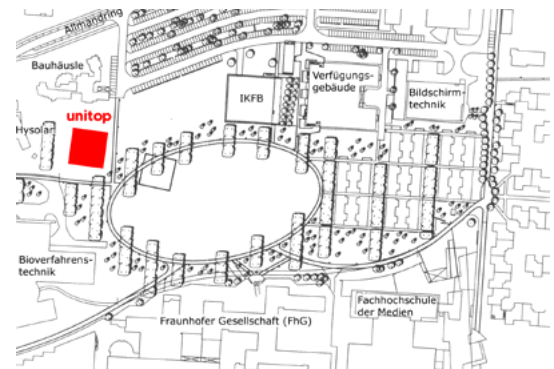 Allmandring
Bauhäusle
unitop
Hysolar
IKFB
Verfügungs-
gebäude
Bildschirm-
technik
Bioverfahrens-
technik
Fraunhofer Gesellschaft (FhG)
Fachhochschule
der Medien